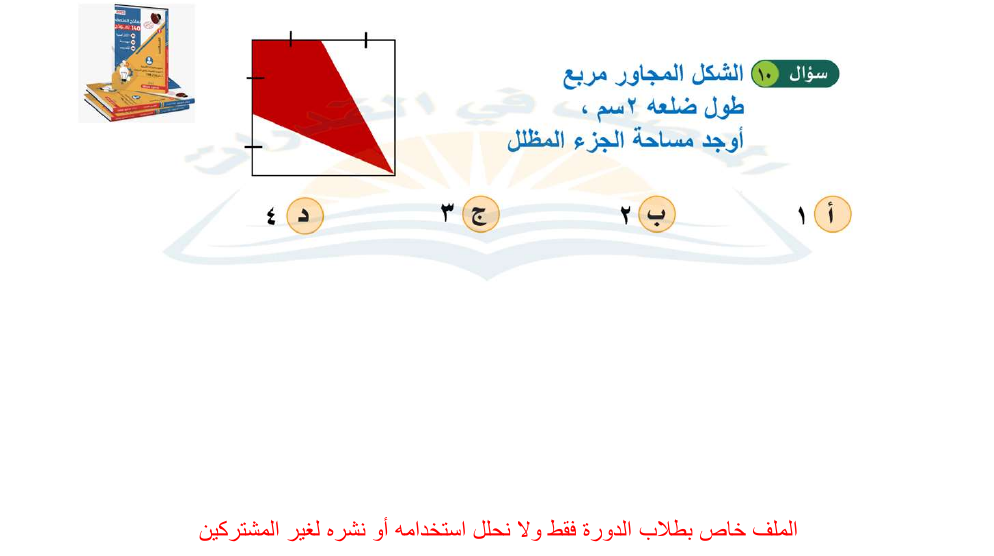 سؤال ١٠ الشكل المجاور مربع
طول ضلعه ٢سم ،
أوجد مساحة الجزء المظلل
أ ١ ب ٢ ج ٣ د ٤
الملف خاص بطلاب الدورة فقط ولا نحلل استخدامه أو نشره لغير المشتركين